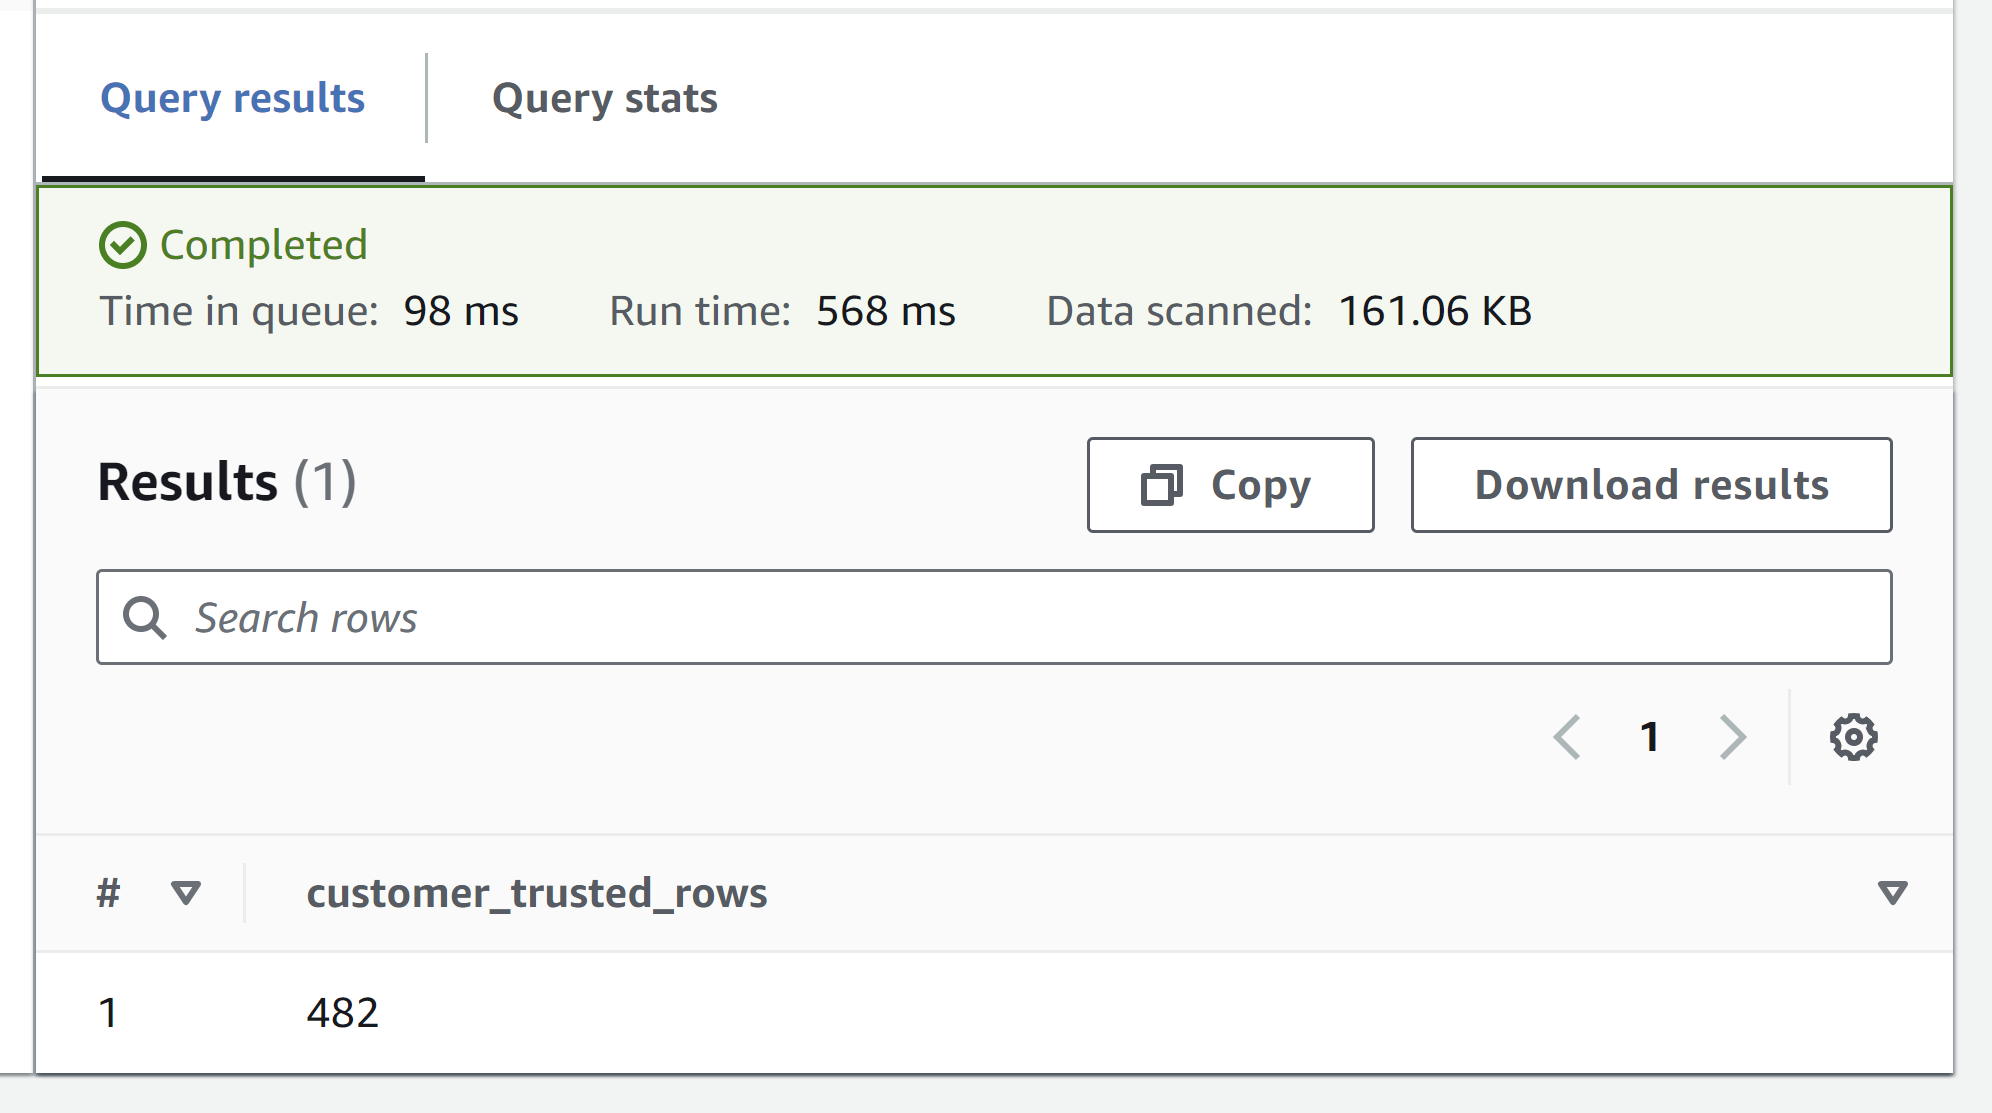 Query results Query stats
Completed
Time in queue: 98 ms Run time: 568 ms Data scanned: 161.06 KB
Results (1) Copy Download results
Search rows
1
# customer_trusted_rows
1 482